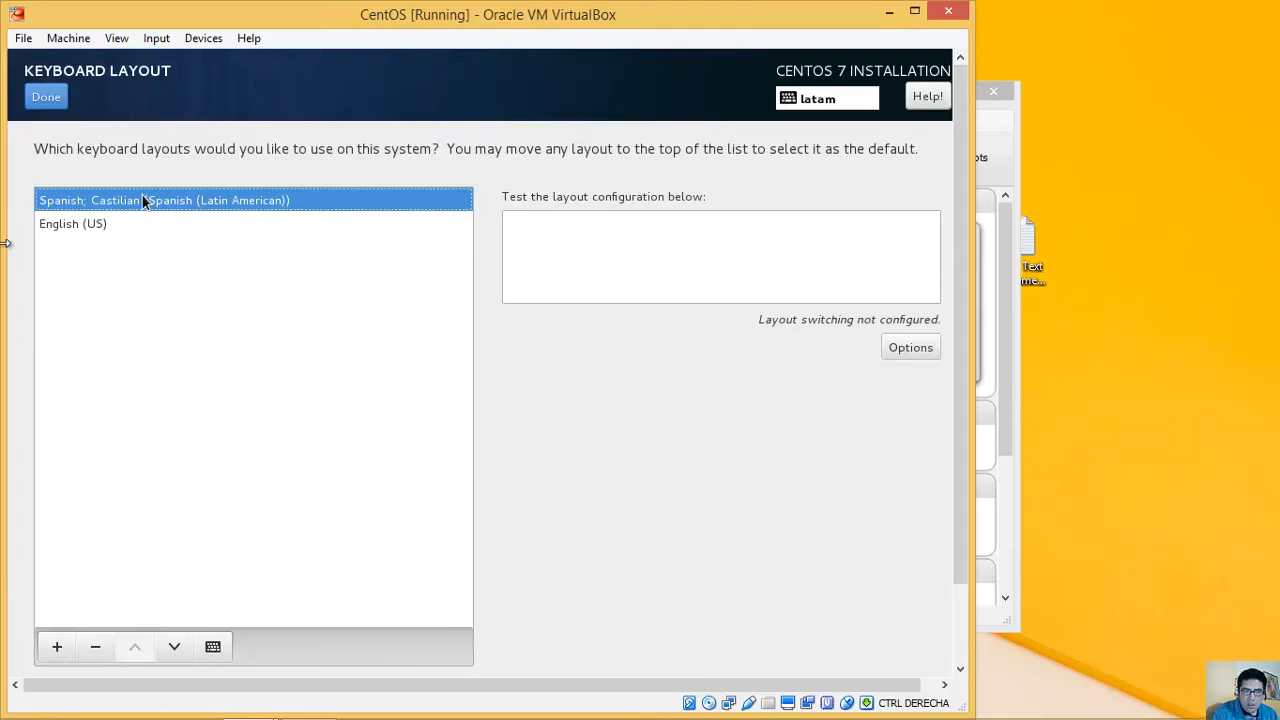 CentOS [Running] - Oracle VM VirtualBox
File Machine View Input Devices Help
KEYBOARD LAYOUT
CENTOS 7 INSTALLATION
Done
latam
Help!
Which keyboard layouts would you like to use on this system? You may move any layout to the top of the list to select it as the default.
Spanish; Castilian (Spanish (Latin American))
English (US)
Test the layout configuration below:
Layout switching not configured.
Options
CTRL DERECHA
pts
Text
me...